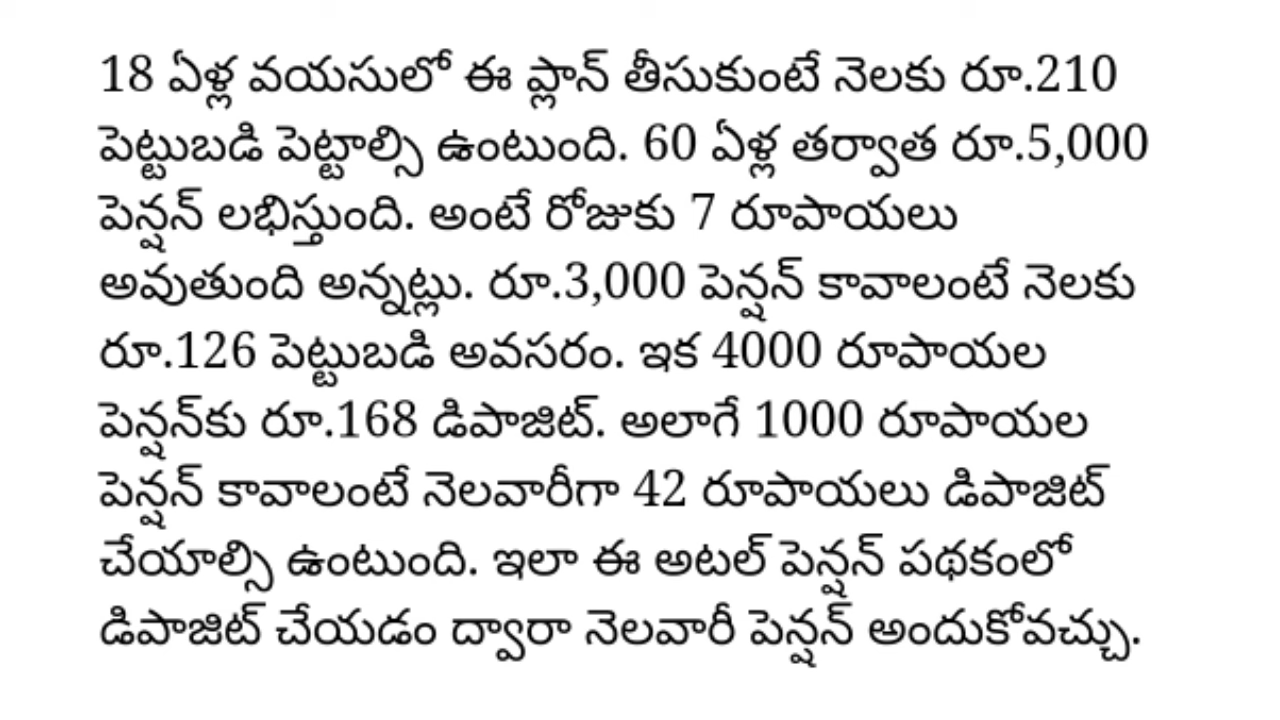 18 ఏళ్ల వయసులో ఈ ప్లాన్ తీసుకుంటే నెలకు రూ.210
పెట్టుబడి పెట్టాల్సి ఉంటుంది. 60 ఏళ్ల తర్వాత రూ.5,000
పెన్షన్ లభిస్తుంది. అంటే రోజుకు 7 రూపాయలు
అవుతుంది అన్నట్లు. రూ.3,000 పెన్షన్ కావాలంటే నెలకు
రూ.126 పెట్టుబడి అవసరం. ఇక 4000 రూపాయల
పెన్షన్‌కు రూ.168 డిపాజిట్. అలాగే 1000 రూపాయల
పెన్షన్ కావాలంటే నెలవారీగా 42 రూపాయలు డిపాజిట్
చేయాల్సి ఉంటుంది. ఇలా ఈ అటల్ పెన్షన్ పథకంలో
డిపాజిట్ చేయడం ద్వారా నెలవారీ పెన్షన్ అందుకోవచ్చు.